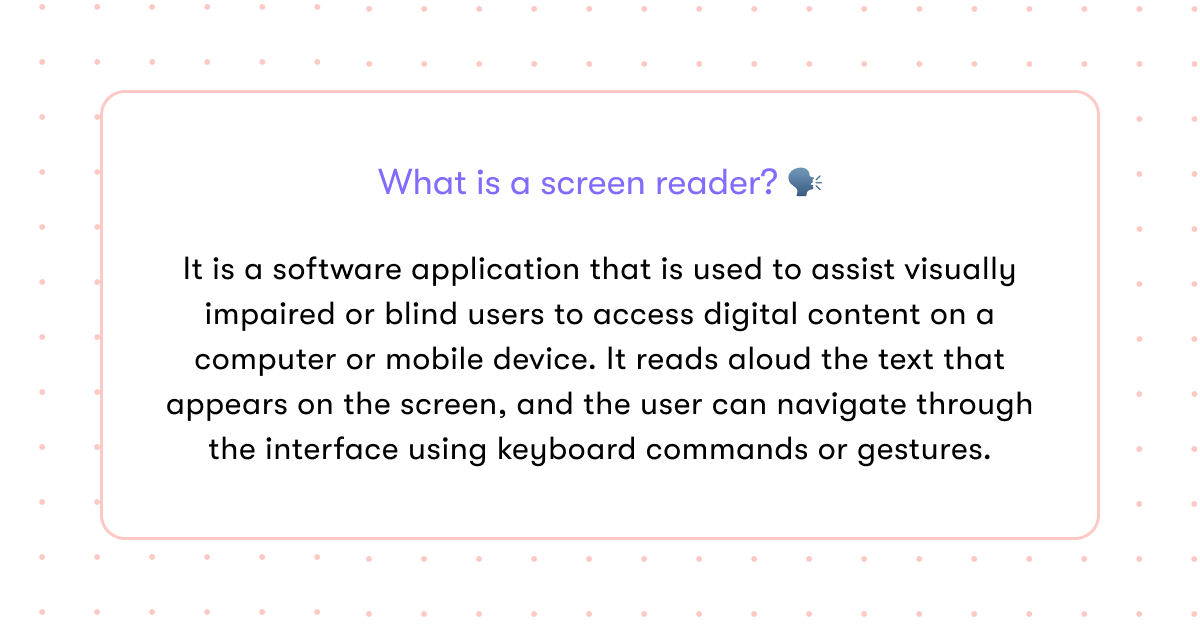 What is a screen reader? 🗣️
It is a software application that is used to assist visually
impaired or blind users to access digital content on a
computer or mobile device. It reads aloud the text that
appears on the screen, and the user can navigate through
the interface using keyboard commands or gestures.